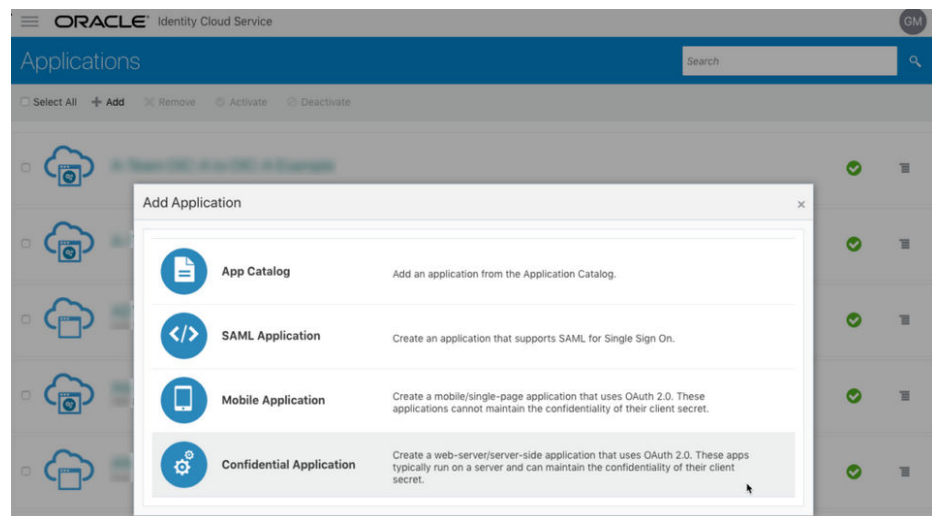 ORACLE® Identity Cloud Service
GM
Applications
Search
Select All + Add Remove Activate Deactivate
Add Application
App Catalog
Add an application from the Application Catalog.
</>
SAML Application
Create an application that supports SAML for Single Sign On.
Mobile Application
Create a mobile/single-page application that uses OAuth 2.0. These
applications cannot maintain the confidentiality of their client secret.
Confidential Application
Create a web-server/server-side application that uses OAuth 2.0. These apps
typically run on a server and can maintain the confidentiality of their client
secret.